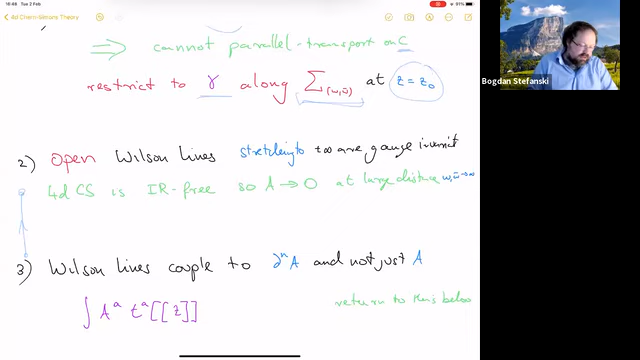 16:46 Tue 2 Feb
91%
4d Chern-Simons Theory
⇒ cannot parallel-transport on C
restrict to γ along Σ(w,w̄) at z = z₀
2) Open Wilson Lines stretching to ±∞ are gauge invariant
4d CS is IR-free so A → 0 at large distance w, w̄ → ∞
3) Wilson Lines couple to ∂ⁿA and not just A
∫ Aᵃ tᵃ[[z]]
return to this below
Bogdan Stefanski